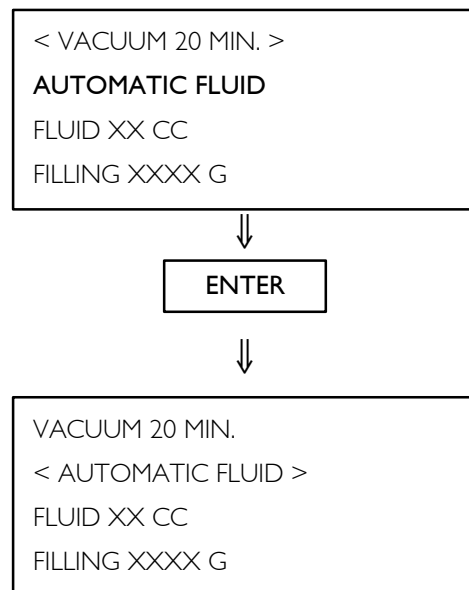 < VACUUM 20 MIN. >
AUTOMATIC FLUID
FLUID XX CC
FILLING XXXX G
⇓
ENTER
⇓
VACUUM 20 MIN.
< AUTOMATIC FLUID >
FLUID XX CC
FILLING XXXX G